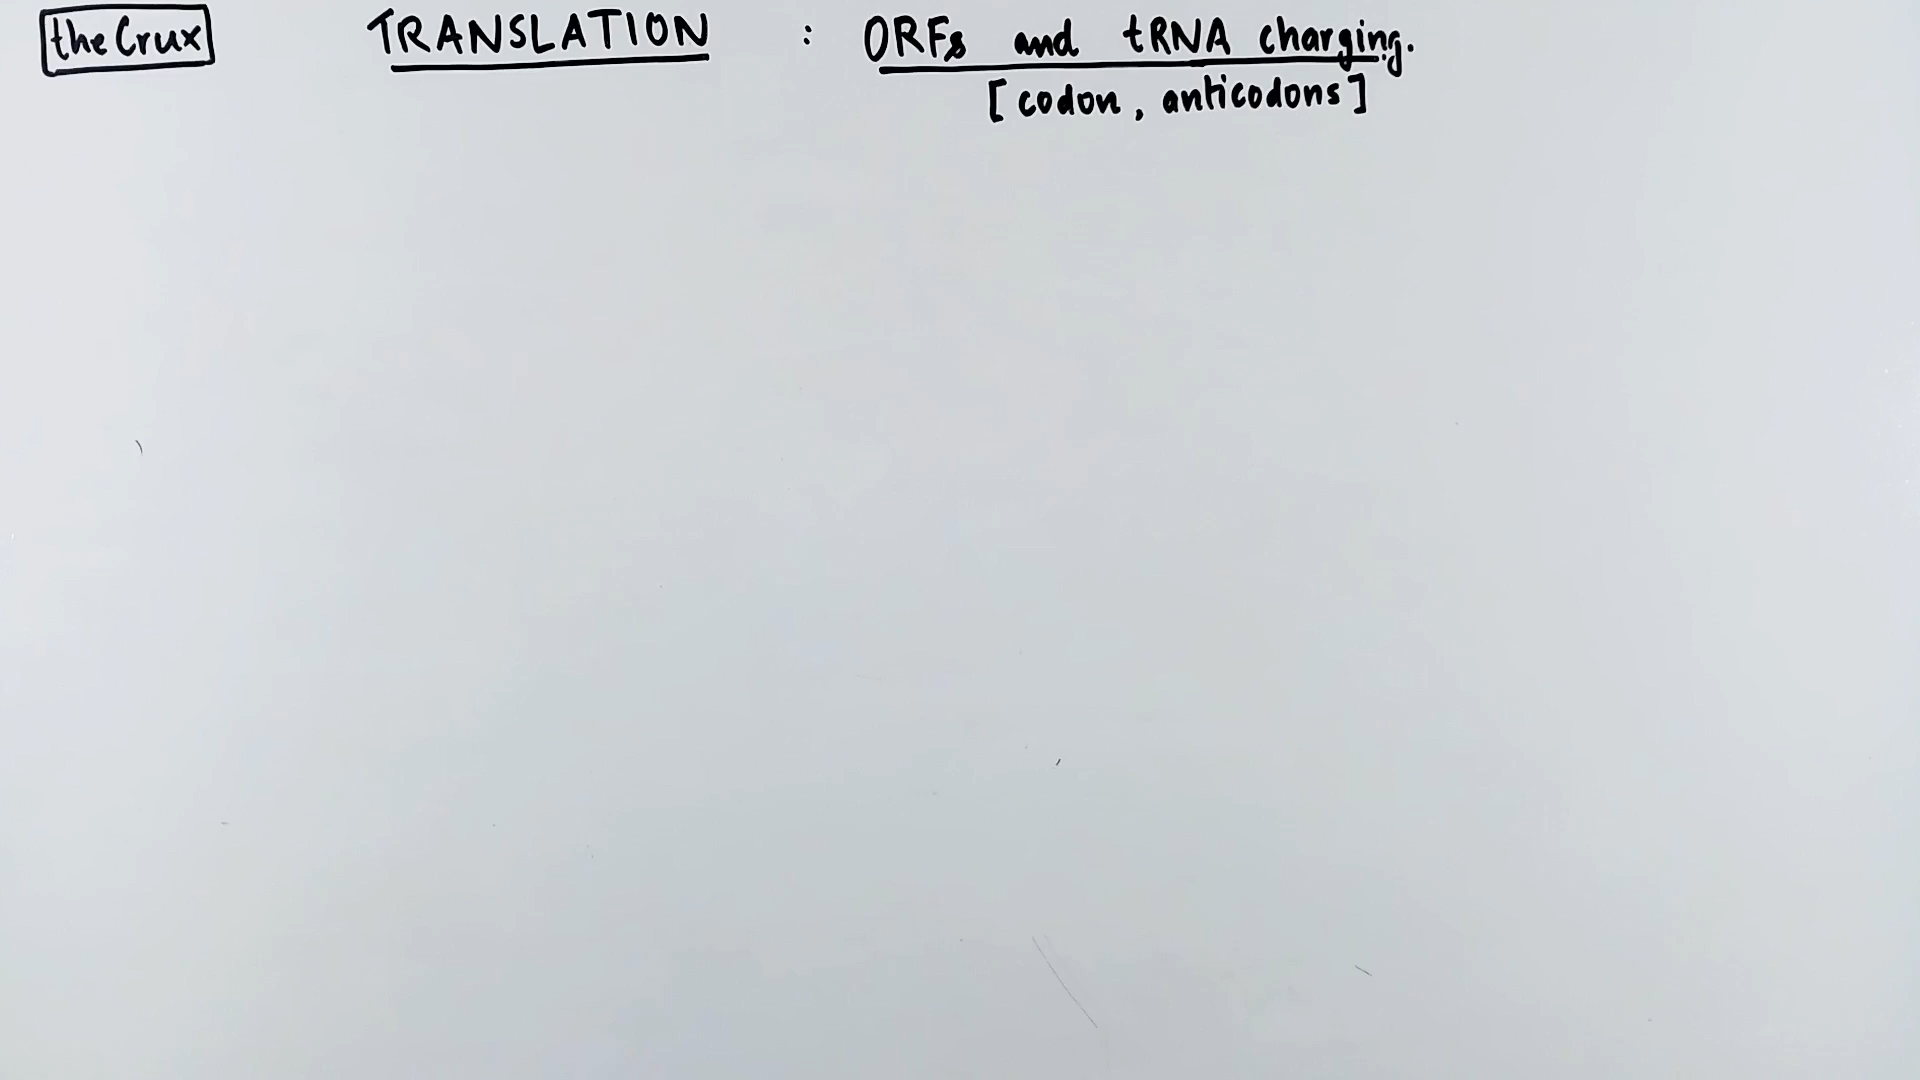 the Crux TRANSLATION : ORFs and tRNA charging.
[codon, anticodons]